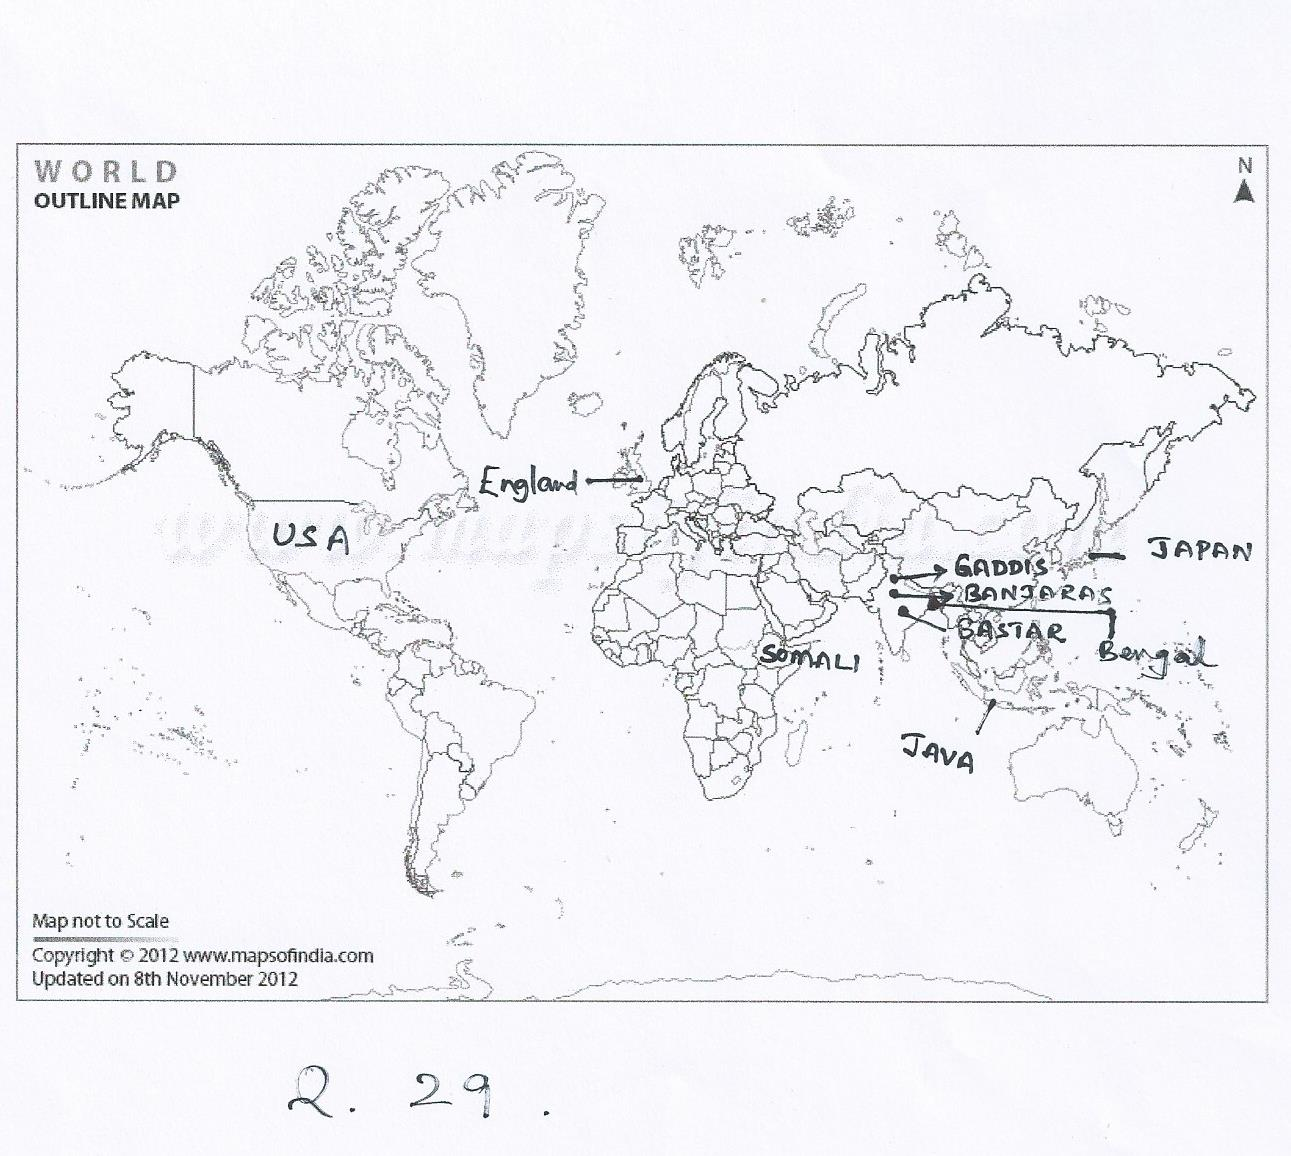 WORLD
OUTLINE MAP
N
England
USA
JAPAN
GADDIS
BANJARAS
BASTAR
Bengal
SOMALI
JAVA
Map not to Scale
Copyright © 2012 www.mapsofindia.com
Updated on 8th November 2012
Q. 29.